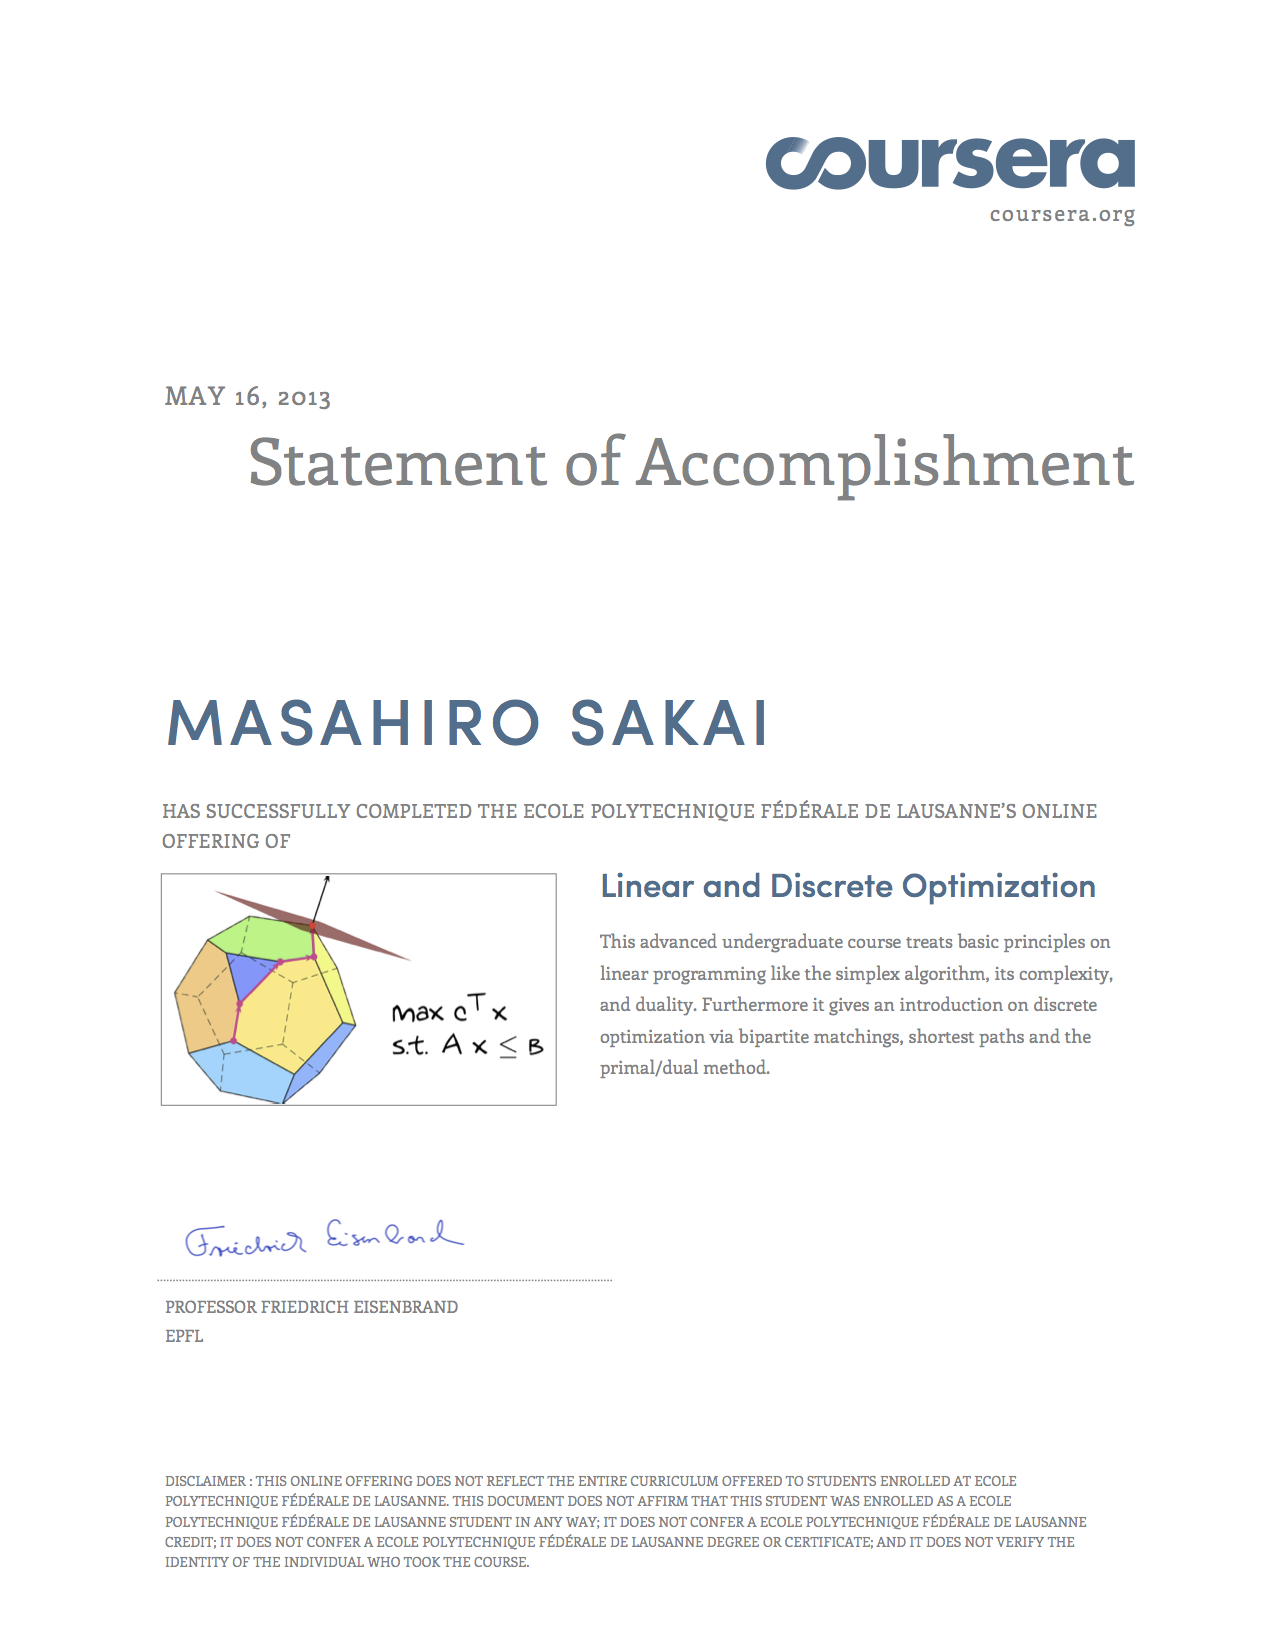 coursera
coursera.org
MAY 16, 2013
Statement of Accomplishment
MASAHIRO SAKAI
HAS SUCCESSFULLY COMPLETED THE ECOLE POLYTECHNIQUE FÉDÉRALE DE LAUSANNE'S ONLINE
OFFERING OF
max c^T x
s.t. A x ≤ B
Linear and Discrete Optimization
This advanced undergraduate course treats basic principles on
linear programming like the simplex algorithm, its complexity,
and duality. Furthermore it gives an introduction on discrete
optimization via bipartite matchings, shortest paths and the
primal/dual method.
Friedrich Eisenbrand
PROFESSOR FRIEDRICH EISENBRAND
EPFL
DISCLAIMER : THIS ONLINE OFFERING DOES NOT REFLECT THE ENTIRE CURRICULUM OFFERED TO STUDENTS ENROLLED AT ECOLE
POLYTECHNIQUE FÉDÉRALE DE LAUSANNE. THIS DOCUMENT DOES NOT AFFIRM THAT THIS STUDENT WAS ENROLLED AS A ECOLE
POLYTECHNIQUE FÉDÉRALE DE LAUSANNE STUDENT IN ANY WAY; IT DOES NOT CONFER A ECOLE POLYTECHNIQUE FÉDÉRALE DE LAUSANNE
CREDIT; IT DOES NOT CONFER A ECOLE POLYTECHNIQUE FÉDÉRALE DE LAUSANNE DEGREE OR CERTIFICATE; AND IT DOES NOT VERIFY THE
IDENTITY OF THE INDIVIDUAL WHO TOOK THE COURSE.